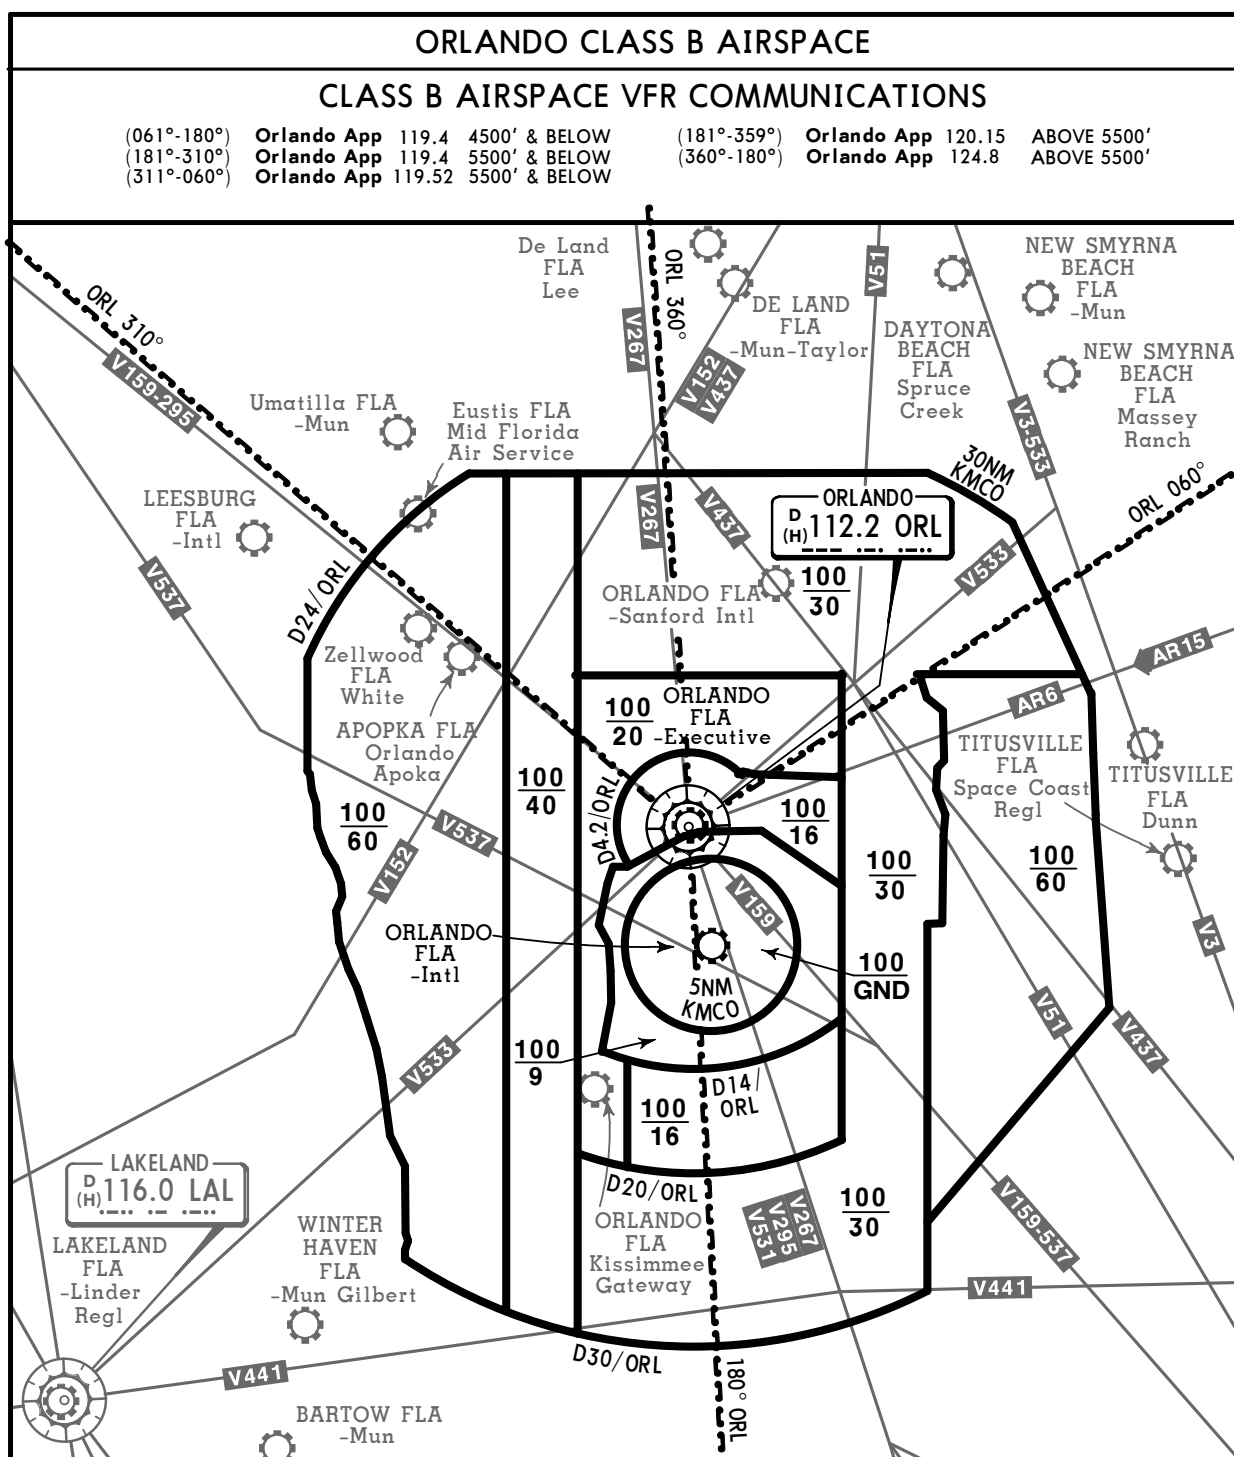 ORLANDO CLASS B AIRSPACE
CLASS B AIRSPACE VFR COMMUNICATIONS
(061°-180°) Orlando App 119.4 4500' & BELOW
(181°-310°) Orlando App 119.4 5500' & BELOW
(311°-060°) Orlando App 119.52 5500' & BELOW
(181°-359°) Orlando App 120.15 ABOVE 5500'
(360°-180°) Orlando App 124.8 ABOVE 5500'
De Land
FLA
Lee
ORL 360°
V51
NEW SMYRNA
BEACH
FLA
-Mun
ORL 310°
V267
DE LAND
FLA
-Mun-Taylor
DAYTONA
BEACH
FLA
Spruce
Creek
NEW SMYRNA
BEACH
FLA
Massey
Ranch
V159-295
V152
V437
V3-533
Umatilla FLA
-Mun
Eustis FLA
Mid Florida
Air Service
30NM
KMCO
ORL 060°
LEESBURG
FLA
-Intl
V267
V437
ORLANDO
D
(H)
112.2 ORL
V537
D24/ORL
ORLANDO FLA
-Sanford Intl
100
30
V533
Zellwood
FLA
White
AR15
AR6
APOPKA FLA
Orlando
Apoka
100
20
ORLANDO
FLA
-Executive
TITUSVILLE
FLA
Space Coast
Regl
TITUSVILLE
FLA
Dunn
100
40
100
60
D4.2/ORL
100
16
V537
V152
100
30
100
60
V159
V3
ORLANDO
FLA
-Intl
100
GND
5NM
KMCO
V51
V437
V533
100
9
D14/
ORL
100
16
LAKELAND
D
(H)
116.0 LAL
D20/ORL
100
30
V159-537
LAKELAND
FLA
-Linder
Regl
WINTER
HAVEN
FLA
-Mun Gilbert
ORLANDO
FLA
Kissimmee
Gateway
V267
V295
V531
V441
V441
D30/ORL
180° ORL
BARTOW FLA
-Mun